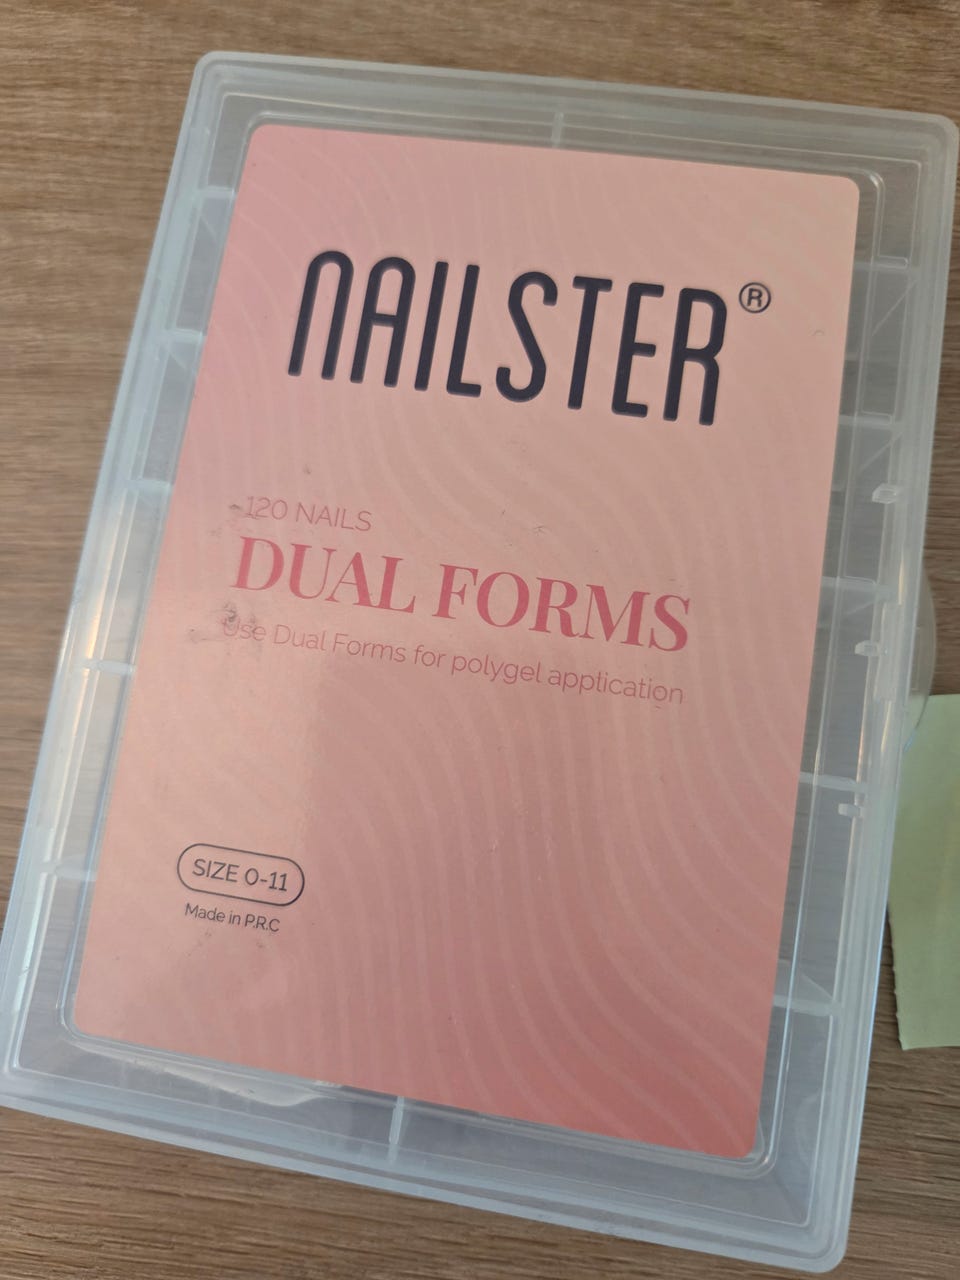 NAILSTER®
120 NAILS
DUAL FORMS
Use Dual Forms for polygel application
SIZE 0-11
Made in P.R.C